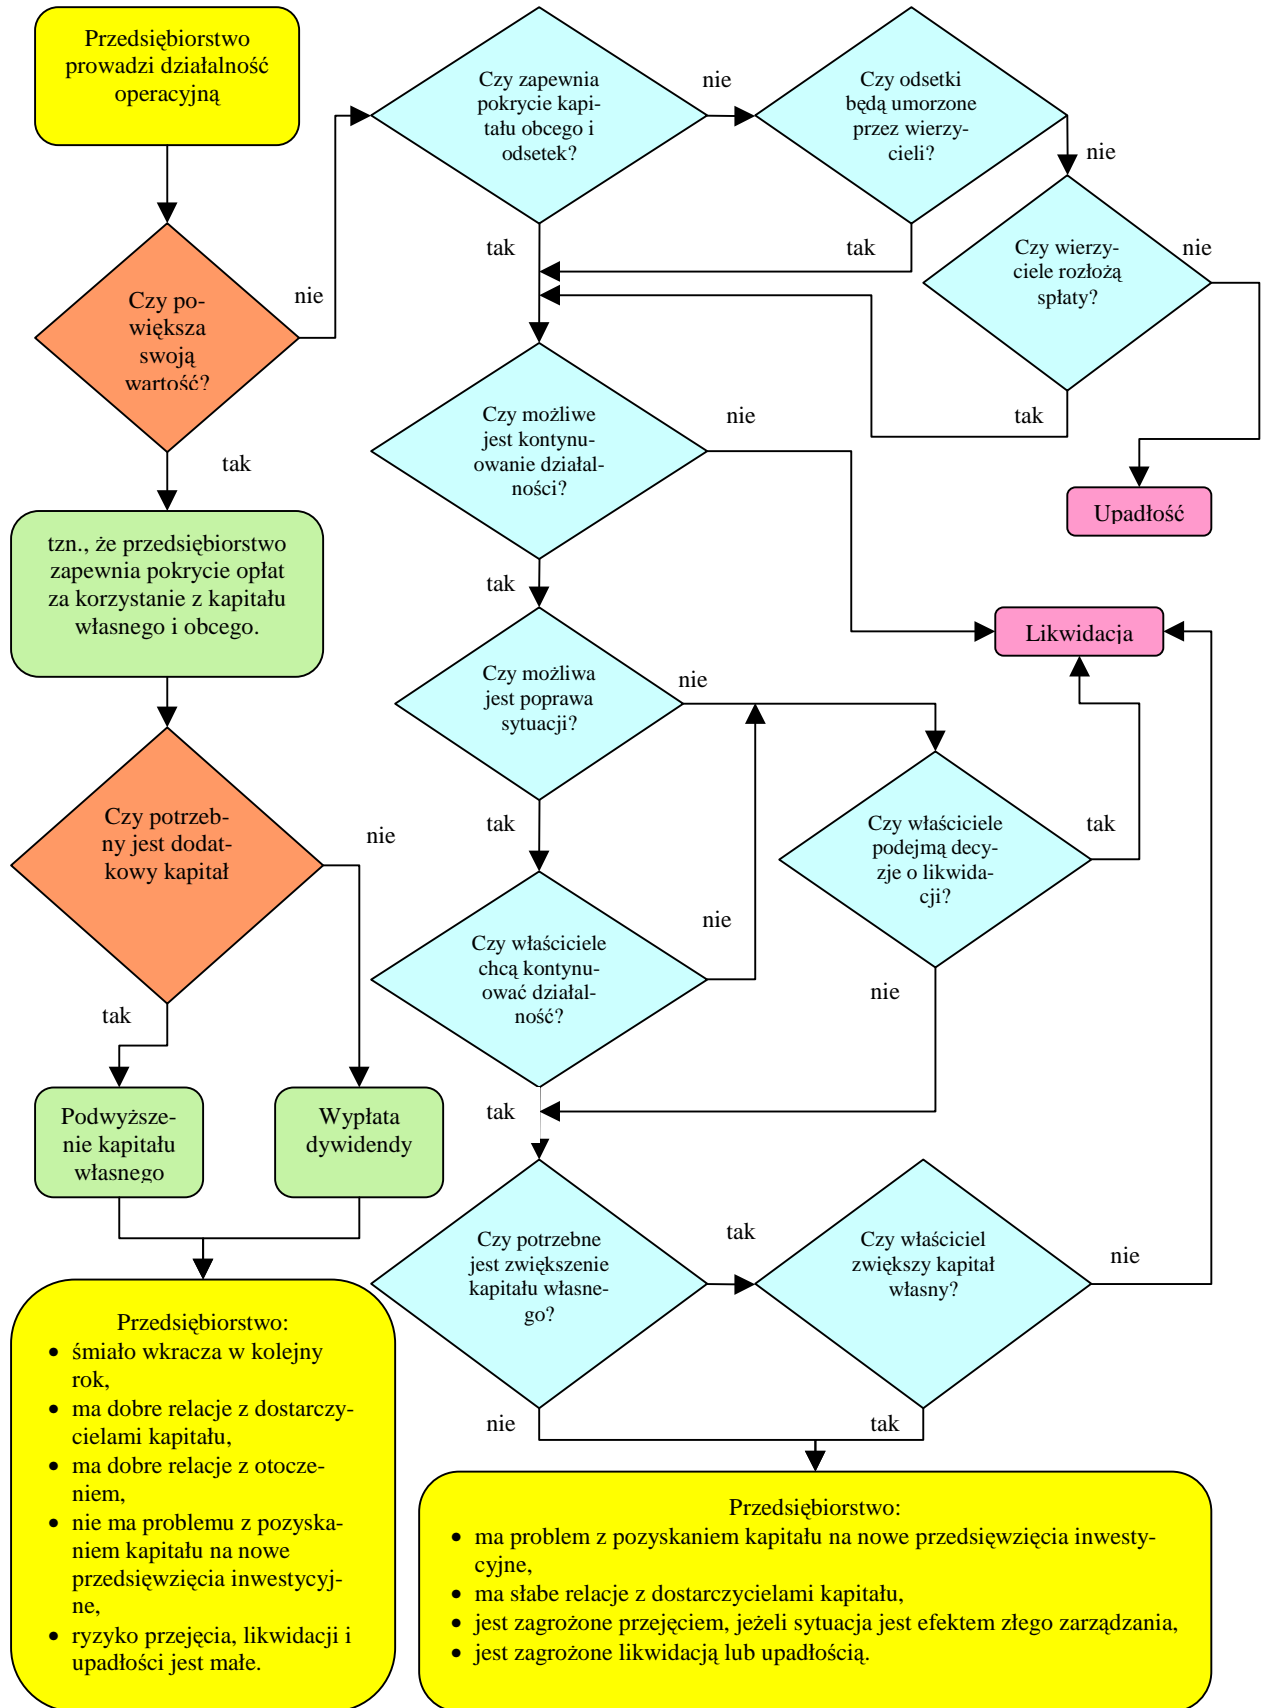 Przedsiębiorstwo
prowadzi działalność
operacyjną
Czy zapewnia
pokrycie kapi-
tału obcego i
odsetek?
nie
Czy odsetki
będą umorzone
przez wierzy-
cieli?
nie
tak
tak
Czy wierzy-
ciele rozłożą
spłaty?
nie
tak
Upadłość
Czy po-
większa
swoją
wartość?
nie
tak
Czy możliwe
jest kontynu-
owanie działal-
ności?
nie
tak
Likwidacja
tzn., że przedsiębiorstwo
zapewnia pokrycie opłat
za korzystanie z kapitału
własnego i obcego.
Czy możliwa
jest poprawa
sytuacji?
nie
tak
Czy potrzeb-
ny jest dodat-
kowy kapitał
nie
tak
Czy właściciele
podejmą decy-
zje o likwida-
cji?
tak
nie
Czy właściciele
chcą kontynu-
ować działal-
ność?
nie
tak
Podwyższe-
nie kapitału
własnego
Wypłata
dywidendy
Czy potrzebne
jest zwiększenie
kapitału własne-
go?
tak
nie
Czy właściciel
zwiększy kapitał
własny?
nie
tak
Przedsiębiorstwo:
• śmiało wkracza w kolejny
rok,
• ma dobre relacje z dostarczy-
cielami kapitału,
• ma dobre relacje z otocze-
niem,
• nie ma problemu z pozyska-
niem kapitału na nowe
przedsięwzięcia inwestycyj-
ne,
• ryzyko przejęcia, likwidacji i
upadłości jest małe.
Przedsiębiorstwo:
• ma problem z pozyskaniem kapitału na nowe przedsięwzięcia inwesty-
cyjne,
• ma słabe relacje z dostarczycielami kapitału,
• jest zagrożone przejęciem, jeżeli sytuacja jest efektem złego zarządzania,
• jest zagrożone likwidacją lub upadłością.